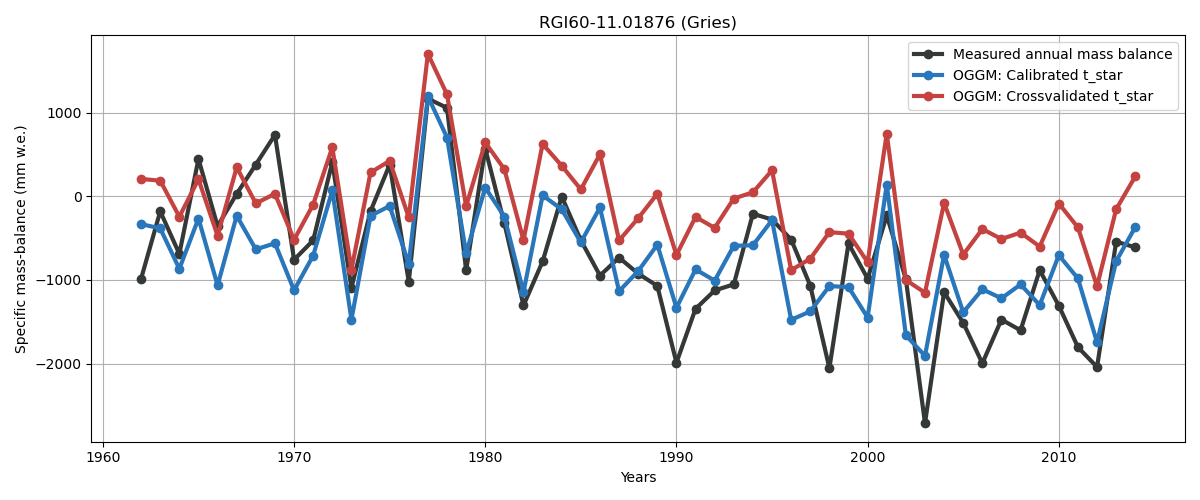 RGI60-11.01876 (Gries)
Measured annual mass balance
OGGM: Calibrated t_star
OGGM: Crossvalidated t_star
Specific mass-balance (mm w.e.)
1000
0
−1000
−2000
1960
1970
1980
1990
2000
2010
Years